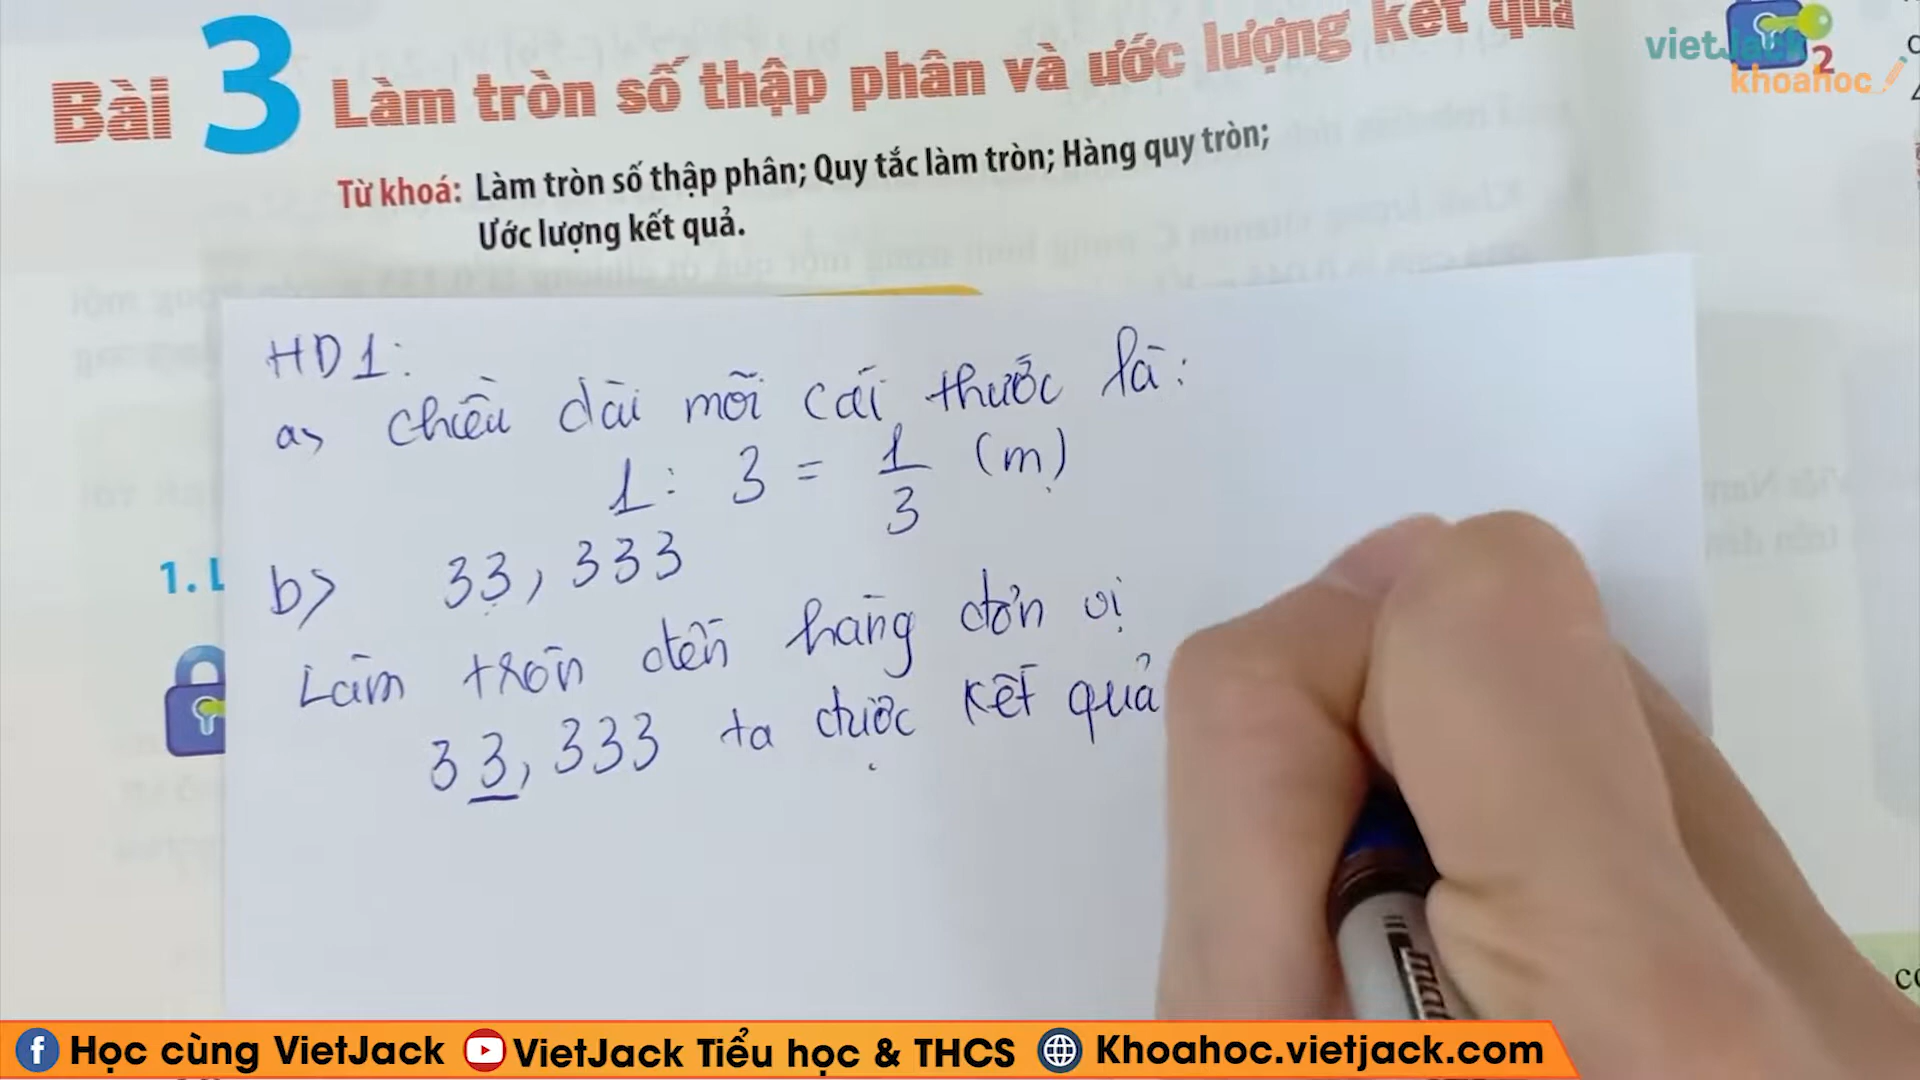 Bài 3 Làm tròn số thập phân và ước lượng kết quả
vietJack
khoahoc
2
Từ khoá: Làm tròn số thập phân; Quy tắc làm tròn; Hàng quy tròn;
Ước lượng kết quả.
HD1:
a> chiều dài mỗi cái thước là:
1 : 3 = 1/3 (m)
b> 33,333
1. L
Làm tròn đến hàng đơn vị
33,333 ta được kết quả
Học cùng VietJack VietJack Tiểu học & THCS Khoahoc.vietjack.com